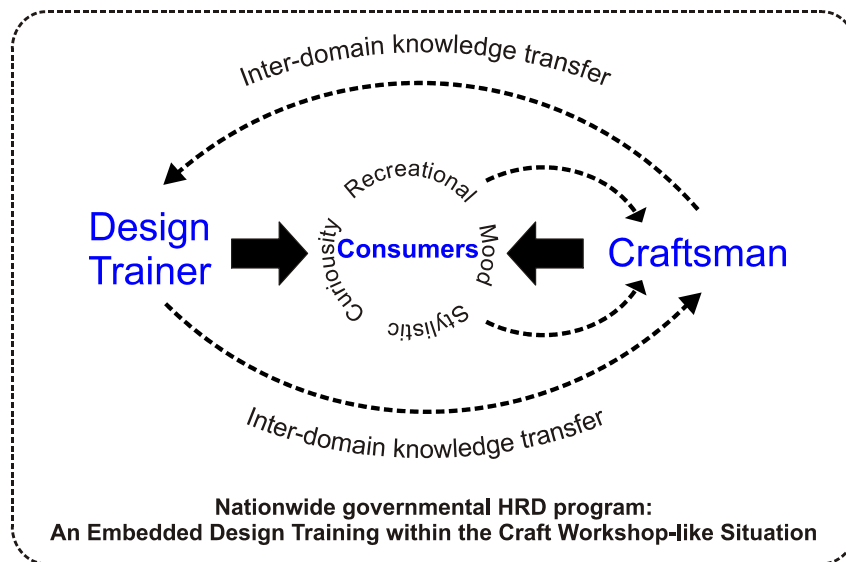 Inter-domain knowledge transfer
Recreational
Design
Trainer
Curiousity
Consumers
Mood
Craftsman
Stylistic
Inter-domain knowledge transfer
Nationwide governmental HRD program:
An Embedded Design Training within the Craft Workshop-like Situation